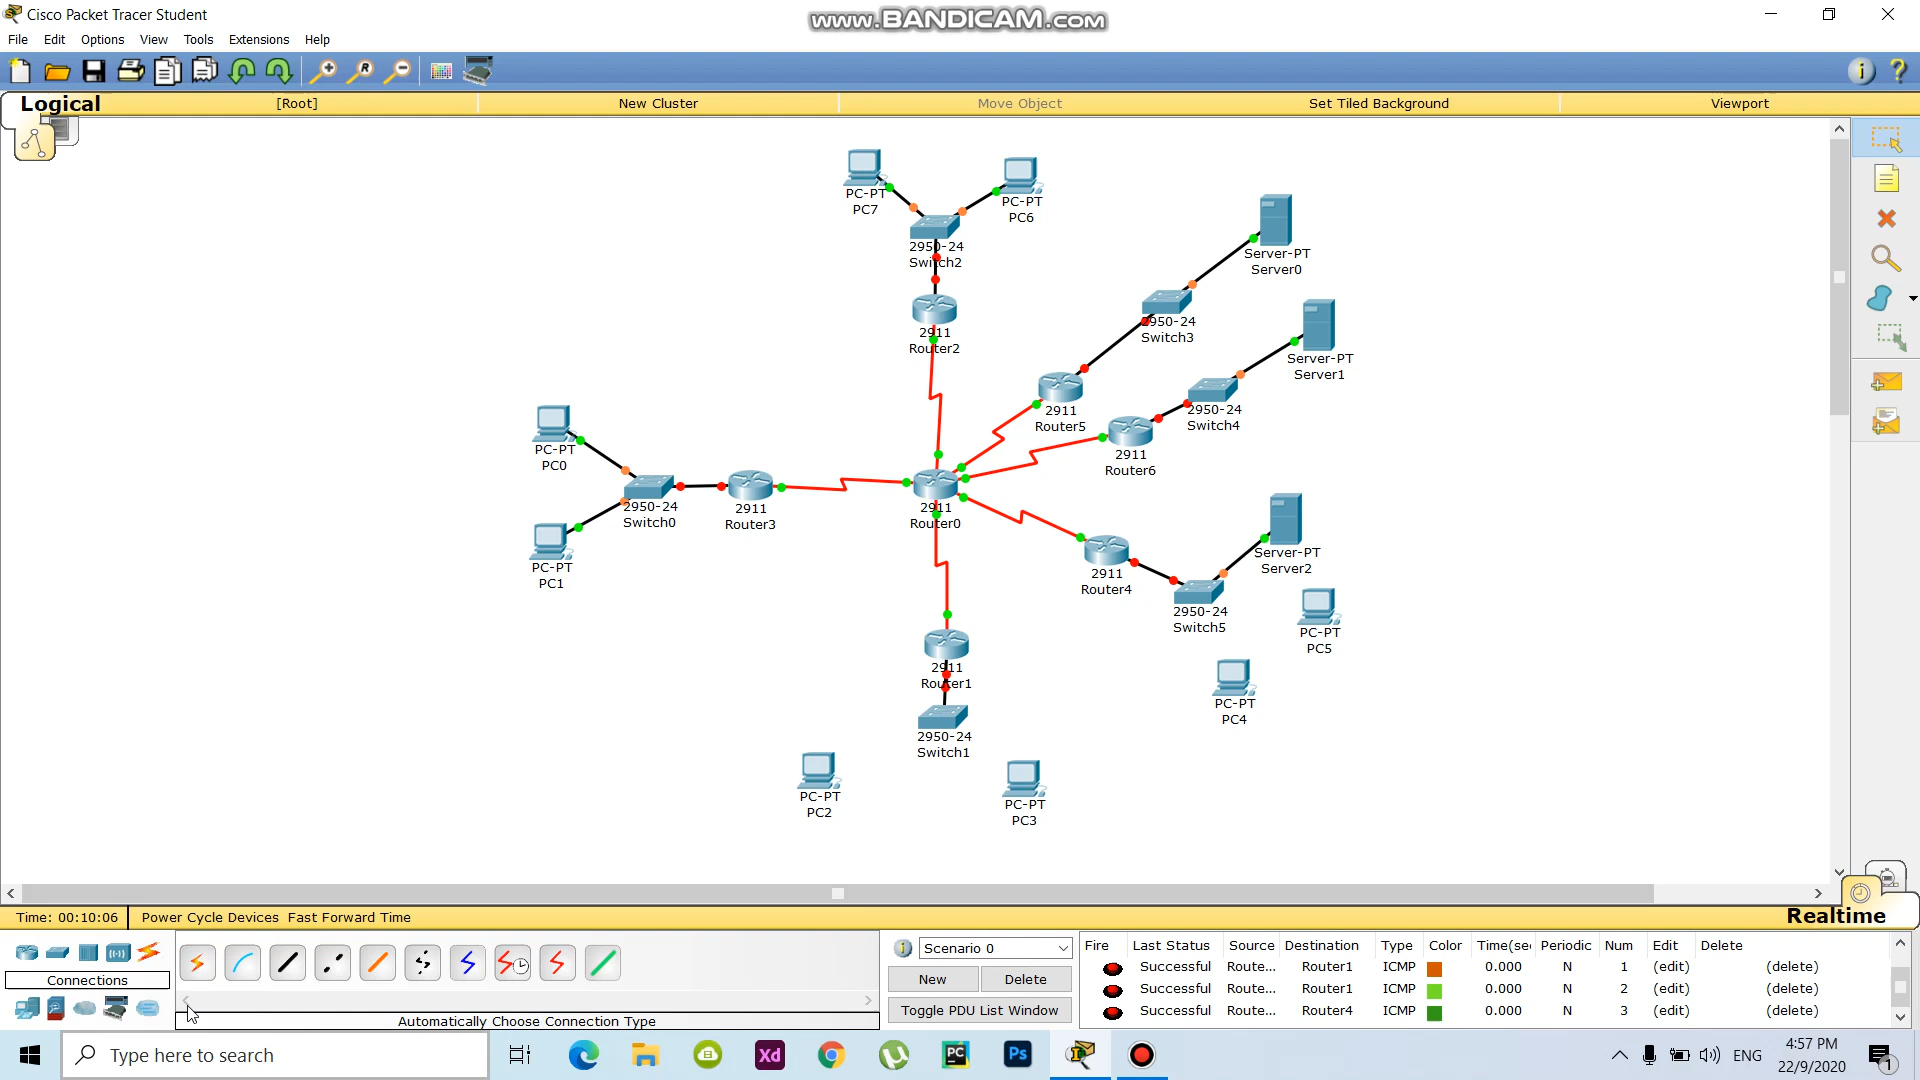 Cisco Packet Tracer Student
www.BANDICAM.com
File Edit Options View Tools Extensions Help
Logical [Root] New Cluster Move Object Set Tiled Background Viewport
PC-PT
PC7
PC-PT
PC6
2950-24
Switch2
Server-PT
Server0
2911
Router2
2950-24
Switch3
Server-PT
Server1
2911
Router5
2950-24
Switch4
PC-PT
PC0
2911
Router6
2950-24
Switch0
2911
Router3
2911
Router0
PC-PT
PC1
2911
Router4
Server-PT
Server2
2950-24
Switch5
PC-PT
PC5
2911
Router1
PC-PT
PC4
2950-24
Switch1
PC-PT
PC2
PC-PT
PC3
Time: 00:10:06 Power Cycle Devices Fast Forward Time
Realtime
Connections
Automatically Choose Connection Type
Scenario 0
New Delete
Toggle PDU List Window
Fire Last Status Source Destination Type Color Time(sec Periodic Num Edit Delete
Successful Route... Router1 ICMP 0.000 N 1 (edit) (delete)
Successful Route... Router1 ICMP 0.000 N 2 (edit) (delete)
Successful Route... Router4 ICMP 0.000 N 3 (edit) (delete)
Type here to search
Xd
PC
Ps
ENG
4:57 PM
22/9/2020
1